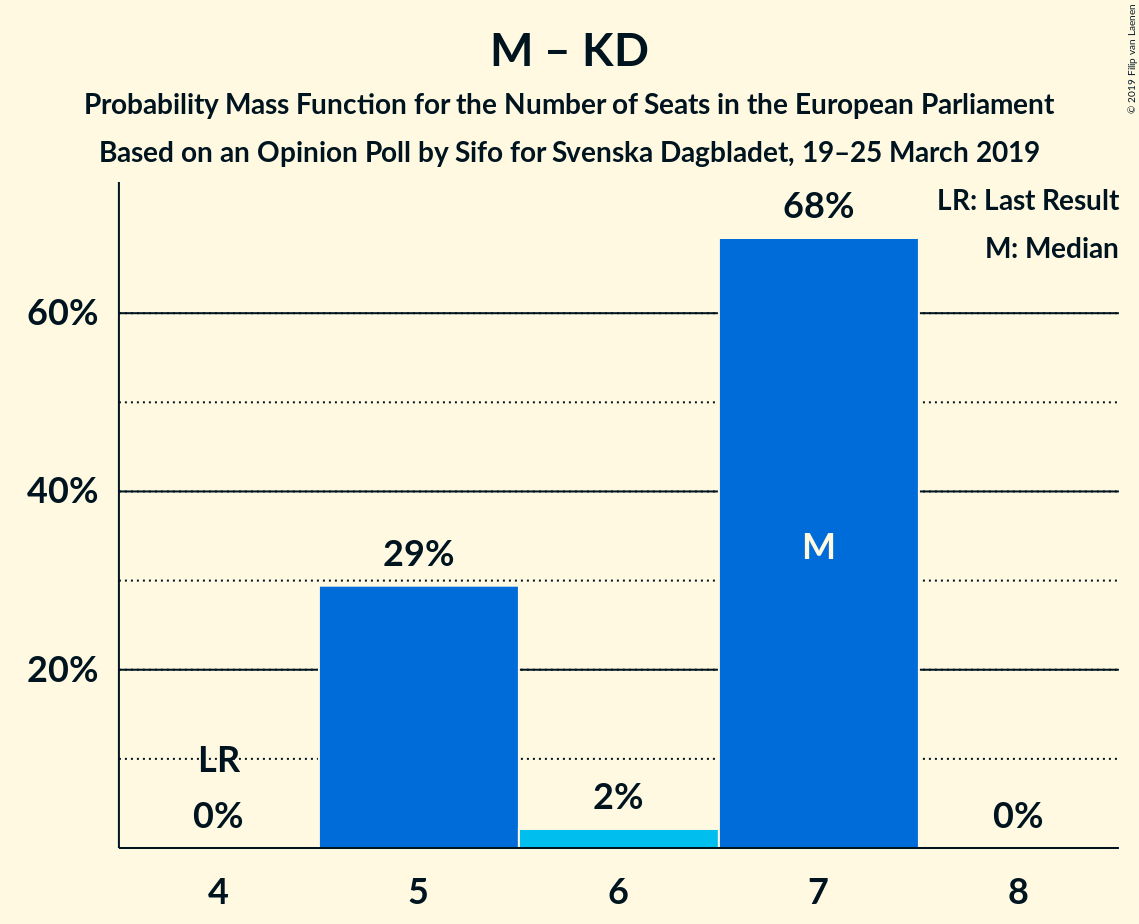 M – KD
Probability Mass Function for the Number of Seats in the European Parliament
Based on an Opinion Poll by Sifo for Svenska Dagbladet, 19–25 March 2019
© 2019 Filip van Laenen
LR: Last Result
M: Median
68%
60%
40%
29%
M
20%
LR
0%
2%
0%
4 5 6 7 8